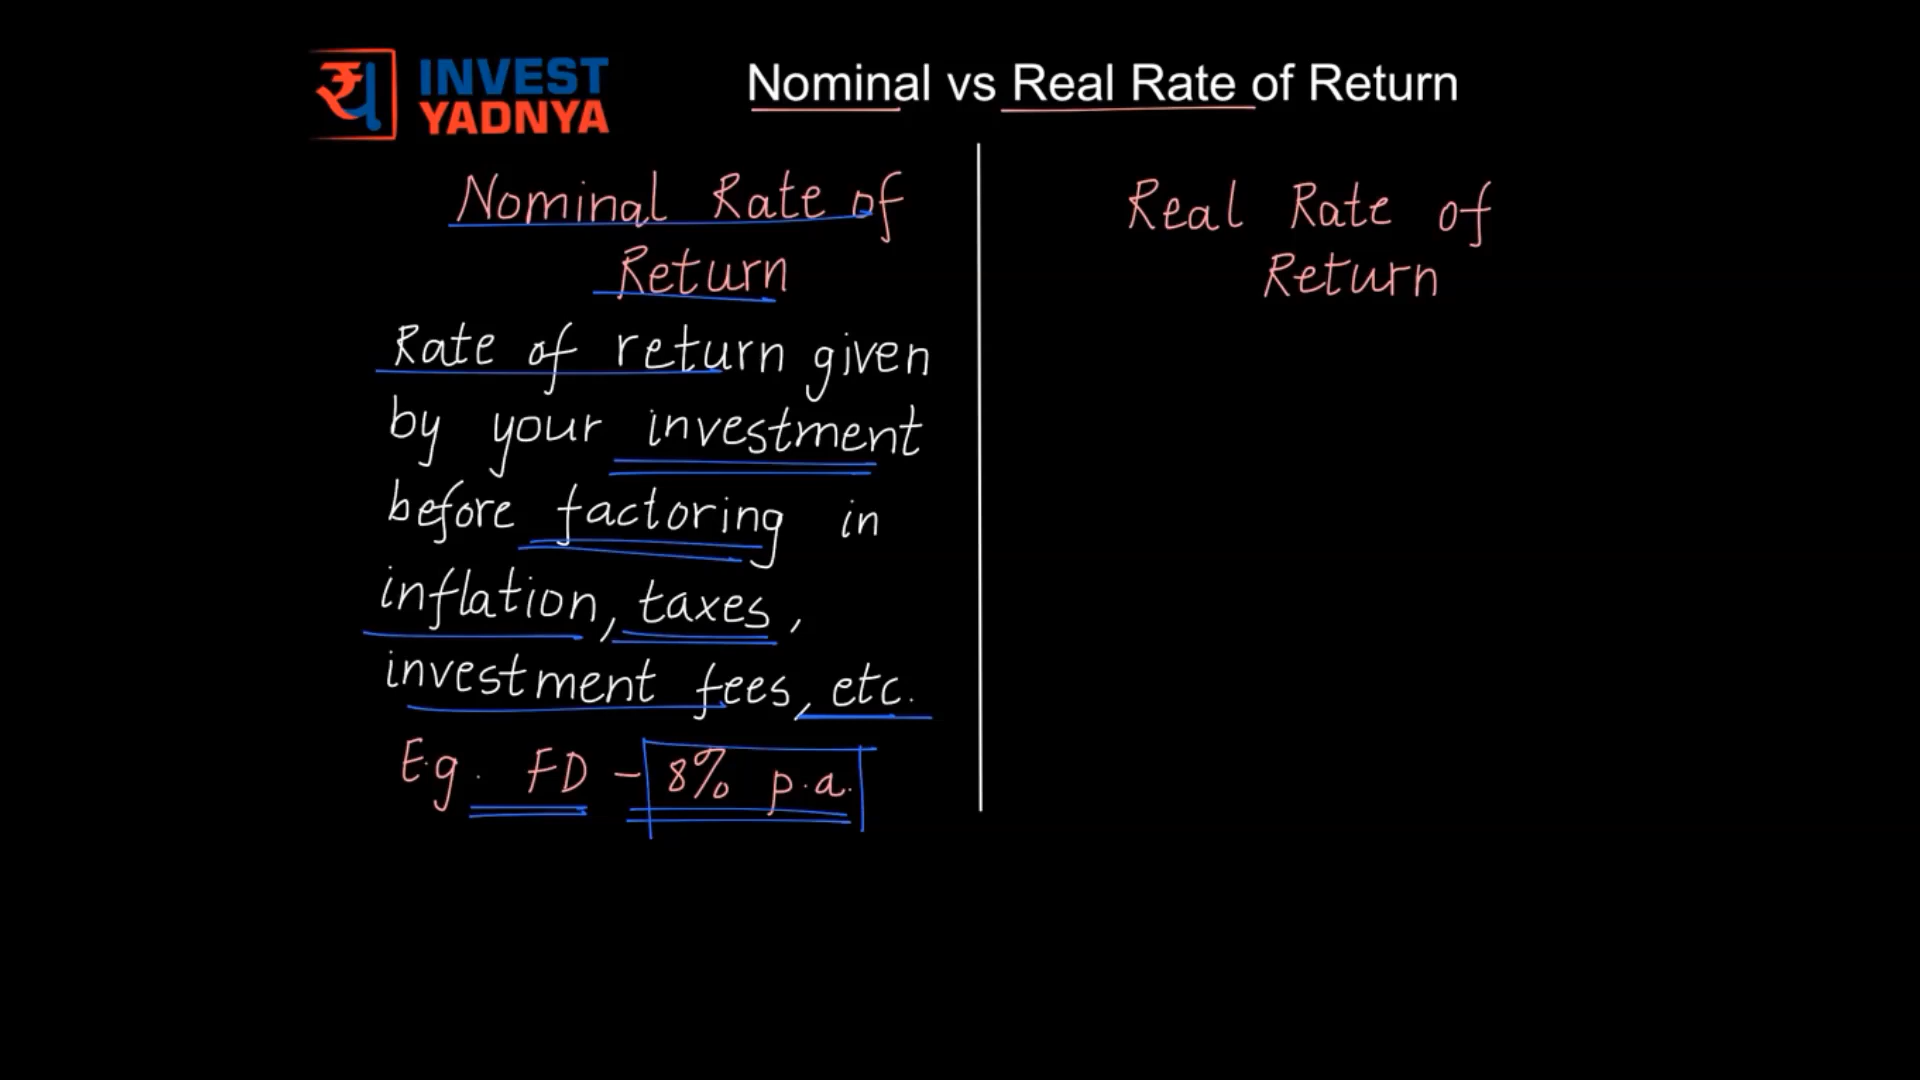 INVEST
YADNYA
Nominal vs Real Rate of Return
Nominal Rate of
Return
Rate of return given
by your investment
before factoring in
inflation, taxes,
investment fees, etc.
E.g. FD - 8% p.a.
Real Rate of
Return